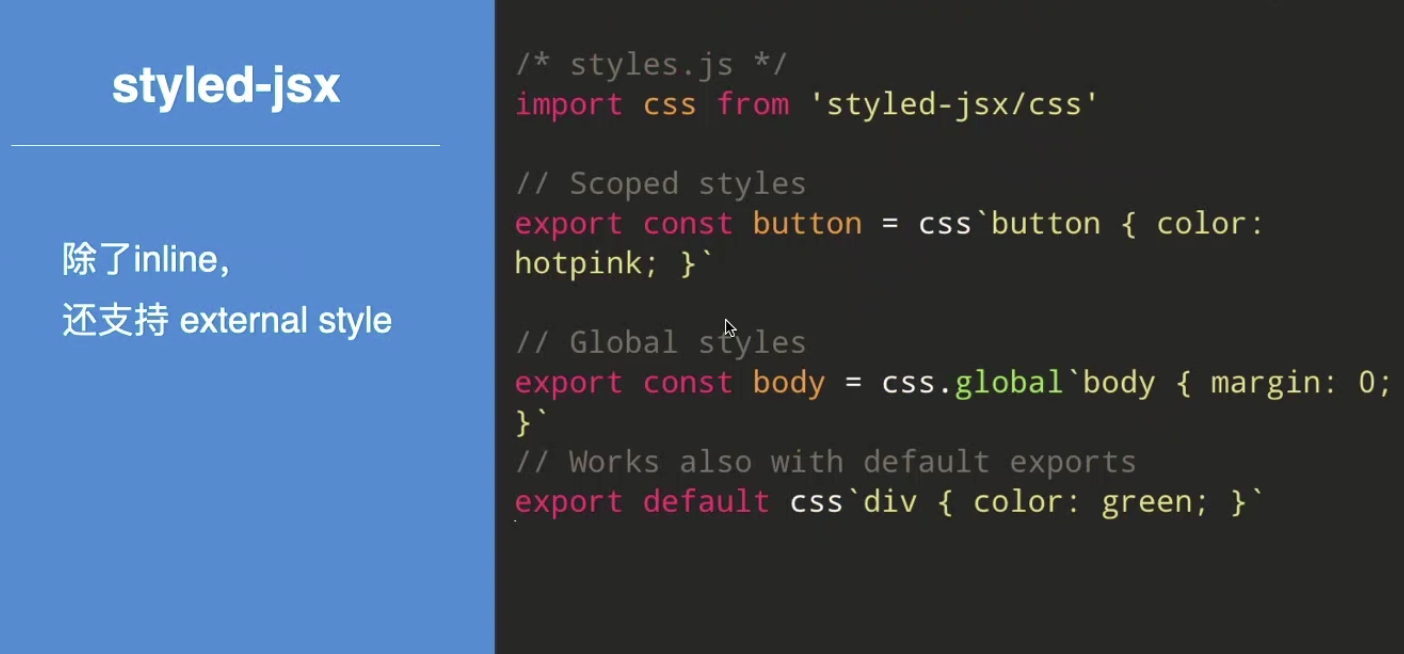 styled-jsx
除了inline，
还支持 external style
/* styles.js */
import css from 'styled-jsx/css'
// Scoped styles
export const button = css`button { color:
hotpink; }`
// Global styles
export const body = css.global`body { margin: 0;
}`
// Works also with default exports
export default css`div { color: green; }`